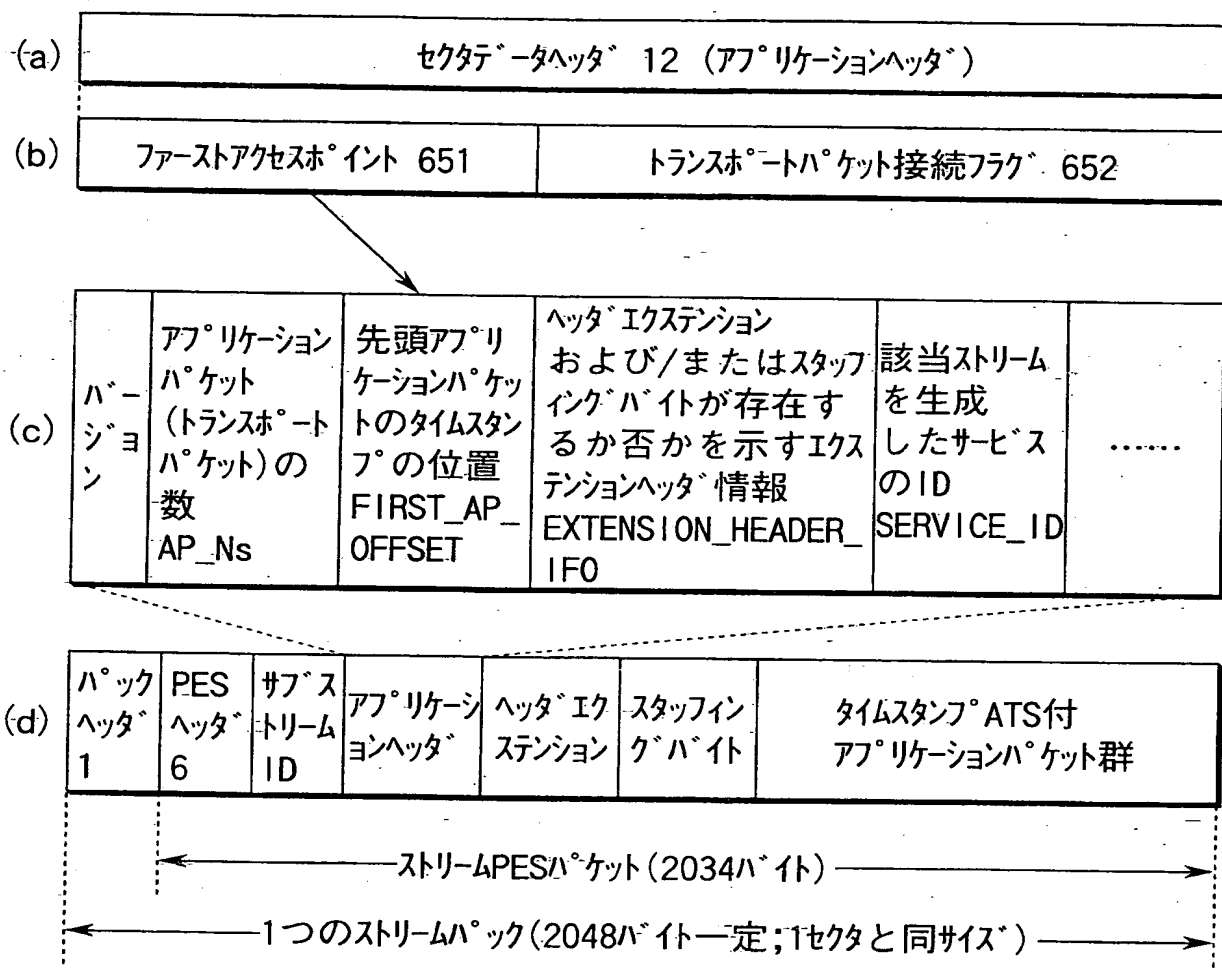 (a)
セクタデータヘッダ 12 (アプリケーションヘッダ)
(b)
ファーストアクセスポイント 651
トランスポートパケット接続フラグ 652
(c)
バー
ジョ
ン
アプリケーション
パケット
(トランスポート
パケット)の
数
AP_Ns
先頭アプリ
ケーションパケッ
トのタイムスタン
プの位置
FIRST_AP_
OFFSET
ヘッダエクステンション
および/またはスタッフ
ィングバイトが存在す
るか否かを示すエクス
テンションヘッダ情報
EXTENSION_HEADER_
IFO
該当ストリーム
を生成
したサービス
のID
SERVICE_ID
......
(d)
パック
ヘッダ
1
PES
ヘッダ
6
サブス
トリーム
ID
アプリケーシ
ョンヘッダ
ヘッダエク
ステンション
スタッフィン
グバイト
タイムスタンプATS付
アプリケーションパケット群
ストリームPESパケット(2034バイト)
1つのストリームパック(2048バイト一定;1セクタと同サイズ)